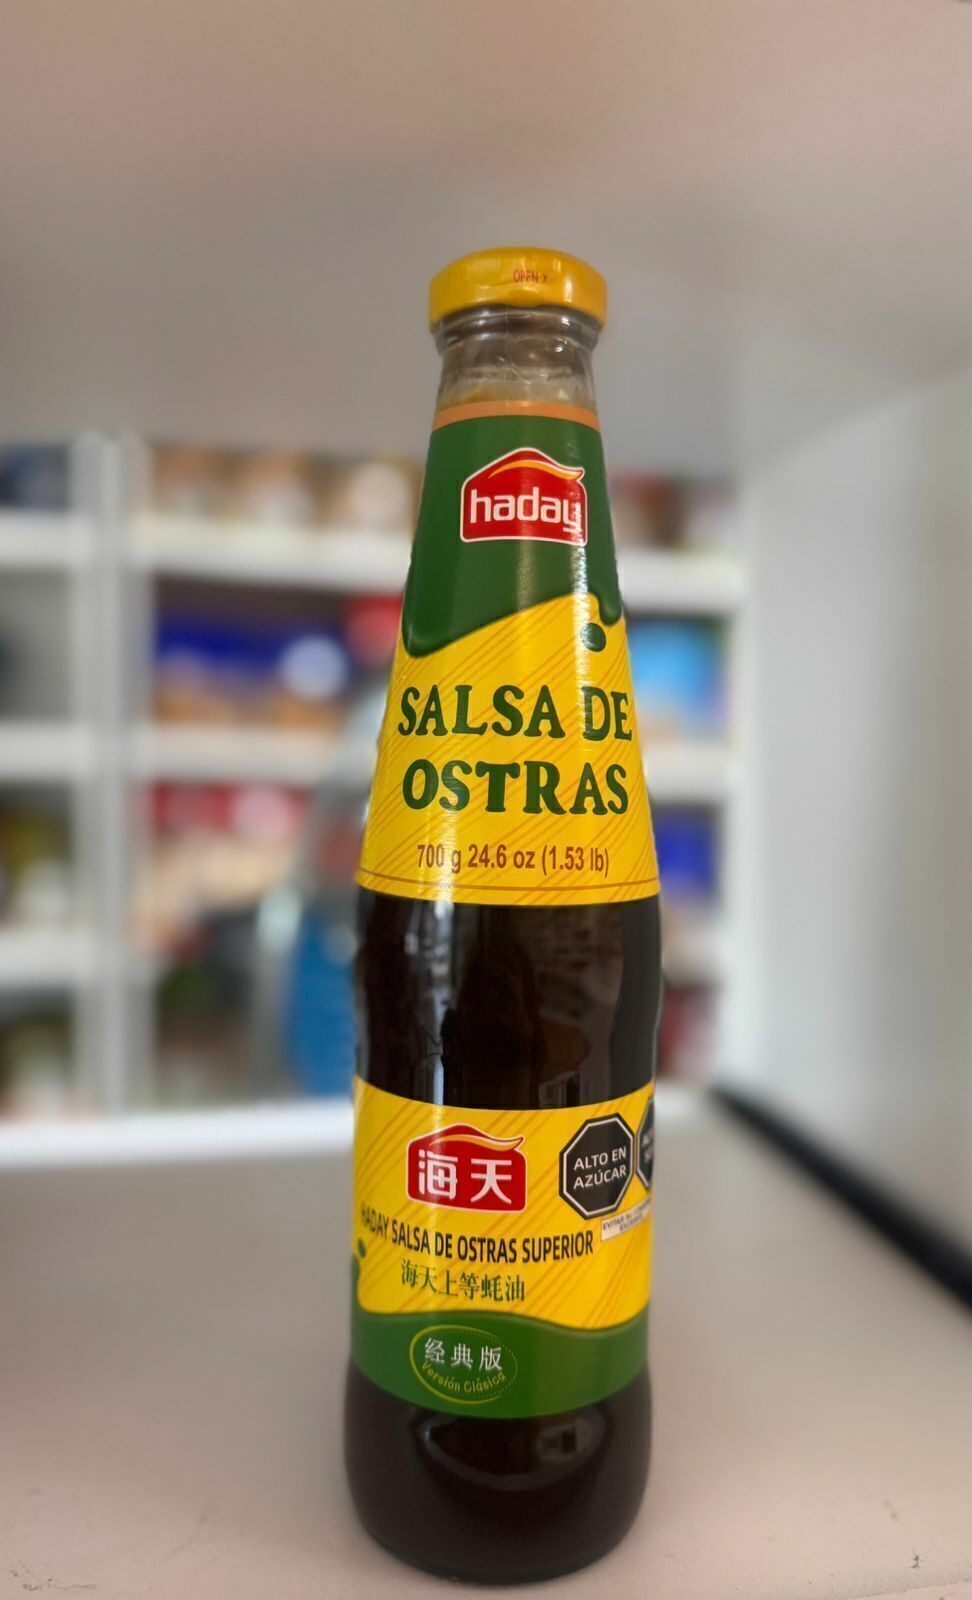 OPEN
haday
SALSA DE
OSTRAS
700 g 24.6 oz (1.53 lb)
海天
ALTO EN
AZÚCAR
HADAY SALSA DE OSTRAS SUPERIOR
海天上等蚝油
经典版
Versión Clásica